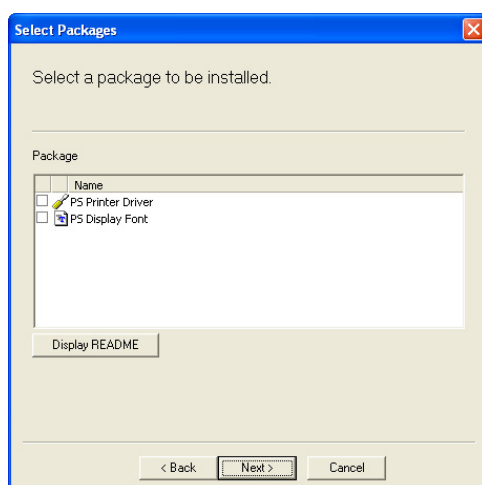 Select Packages
Select a package to be installed.
Package
Name
PS Printer Driver
PS Display Font
Display README
< Back Next > Cancel